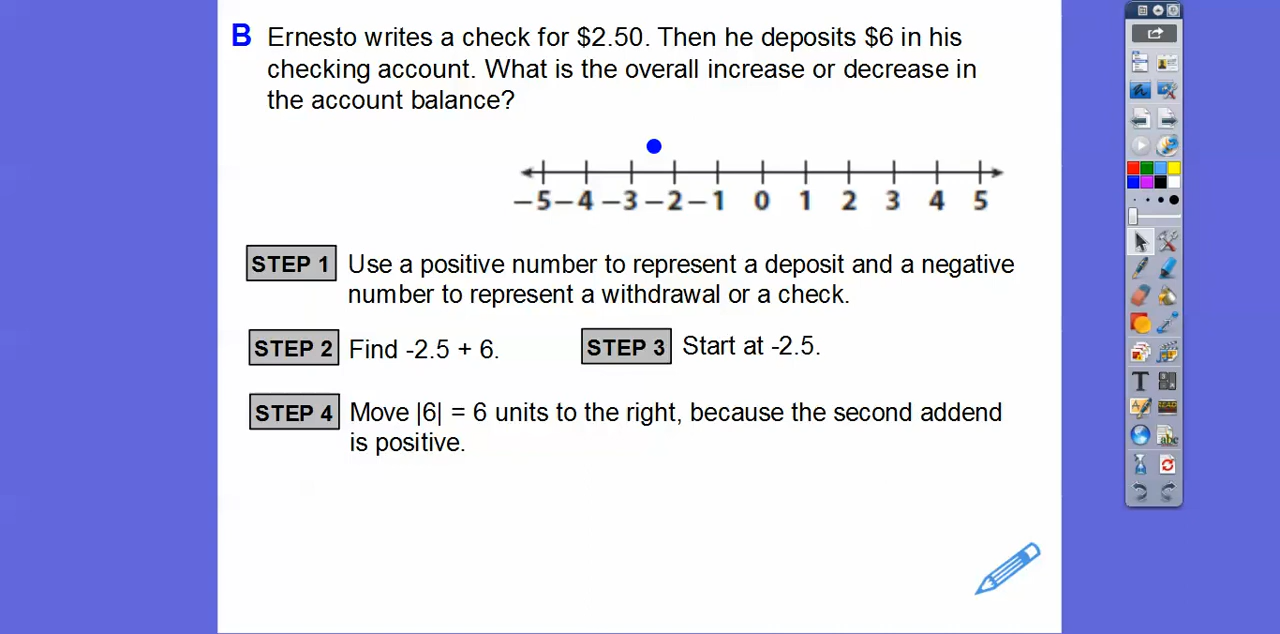 B Ernesto writes a check for $2.50. Then he deposits $6 in his
checking account. What is the overall increase or decrease in
the account balance?
−5 −4 −3 −2 −1 0 1 2 3 4 5
STEP 1 Use a positive number to represent a deposit and a negative
number to represent a withdrawal or a check.
STEP 2 Find -2.5 + 6. STEP 3 Start at -2.5.
STEP 4 Move |6| = 6 units to the right, because the second addend
is positive.